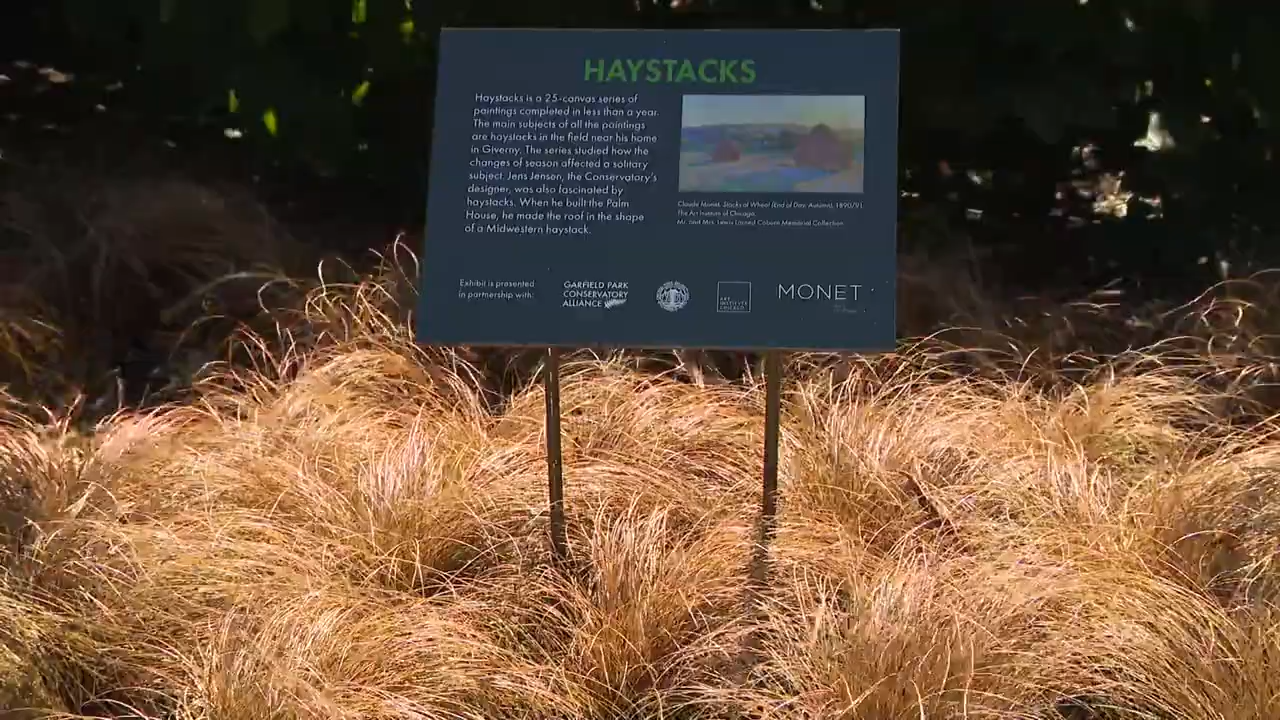 HAYSTACKS
Haystacks is a 25-canvas series of
paintings completed in less than a year.
The main subjects of all the paintings
are haystacks in the field near his home
in Giverny. The series studied how the
changes of season affected a solitary
subject. Jens Jensen, the Conservatory's
designer, was also fascinated by
haystacks. When he built the Palm
House, he made the roof in the shape
of a Midwestern haystack.
Claude Monet. Stacks of Wheat (End of Day, Autumn), 1890/91.
The Art Institute of Chicago,
Mr. and Mrs. Lewis Larned Coburn Memorial Collection.
Exhibit is presented
in partnership with:
GARFIELD PARK
CONSERVATORY
ALLIANCE
ART
INSTITVTE
CHICAGO
MONET